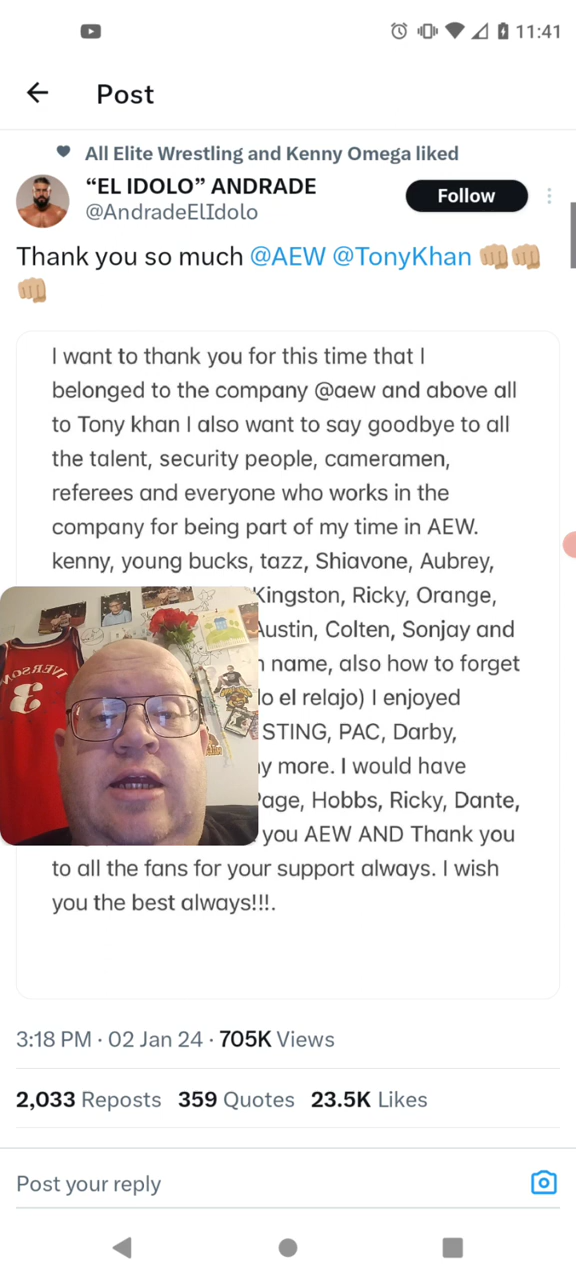 11:41
Post
All Elite Wrestling and Kenny Omega liked
“EL IDOLO” ANDRADE
Follow
@AndradeElIdolo
Thank you so much @AEW @TonyKhan 👊🏼👊🏼
👊🏼
I want to thank you for this time that I
belonged to the company @aew and above all
to Tony khan I also want to say goodbye to all
the talent, security people, cameramen,
referees and everyone who works in the
company for being part of my time in AEW.
kenny, young bucks, tazz, Shiavone, Aubrey,
Kingston, Ricky, Orange,
Austin, Colten, Sonjay and
name, also how to forget
lo el relajo) I enjoyed
STING, PAC, Darby,
more. I would have
Page, Hobbs, Ricky, Dante,
you AEW AND Thank you
to all the fans for your support always. I wish
you the best always!!!.
IVERSON
3
3:18 PM · 02 Jan 24 · 705K Views
2,033 Reposts 359 Quotes 23.5K Likes
Post your reply